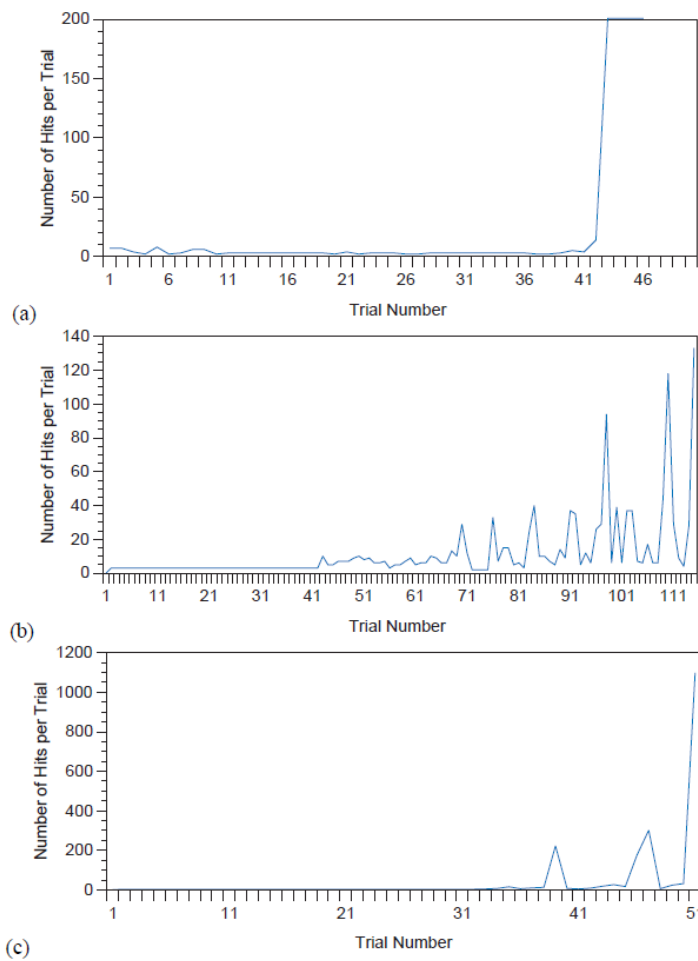 200
150
100
50
0
Number of Hits per Trial
1 6 11 16 21 26 31 36 41 46
Trial Number
(a)
140
120
100
80
60
40
20
0
Number of Hits per Trial
1 11 21 31 41 51 61 71 81 91 101 111
Trial Number
(b)
1200
1000
800
600
400
200
0
Number of Hits per Trial
1 11 21 31 41 51
Trial Number
(c)